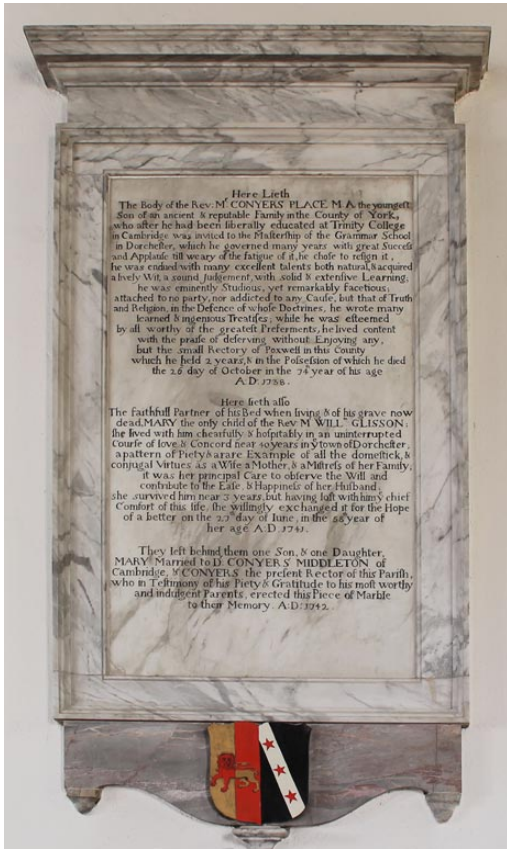 Here Lieth
The Body of the Rev: Mr CONYERS PLACE M A the youngeſt
Son of an ancient & reputable Family in the County of York,
who after he had been liberally educated at Trinity College
in Cambridge was invited to the Maſterſhip of the Grammar School
in Dorcheſter, which he governed many years with great Succeſs
and Applauſe till weary of the fatigue of it, he choſe to reſign it,
he was endued with many excellent talents both natural, & acquired
a lively Wit, a sound Judgement, with ſolid & extenſive Learning,
he was eminently Studious, yet remarkably facetious;
attached to no party, nor addicted to any Cauſe, but that of Truth
and Religion, in the Defence of whoſe Doctrines, he wrote many
learned & ingenious Treatiſes; while he was eſteemed
by all worthy of the greateſt Preferments, he lived content
with the praiſe of deſerving without Enjoying any,
but the ſmall Rectory of Poxwell in this County
which he held 2 years, & in the Poſseſsion of which he died
the 26 day of October in the 74 year of his age
A:D: 1738.
Here lieth alſo
The faithfull Partner of his Bed when living & of his grave now
dead, MARY the only child of the Rev Mr WILLm GLISSON;
ſhe lived with him chearfully & hoſpitably in an uninterrupted
Courſe of love & Concord near 40 years in ye town of Dorcheſter,
a pattern of Piety & a rare Example of all the domeſtick, &
conjugal Virtues as a Wife a Mother, & a Miſtreſs of her Family;
it was her principal Care to obſerve the Will and
contribute to the Eaſe, & Happineſs of her Huſband,
she ſurvived him near 3 years, but having loſt with him ye chief
Comfort of this life, ſhe willingly exchanged it for the Hope
of a better on the 27th day of Iune, in the 58th year of
her age A:D: 1741.
They left behind them one Son, & one Daughter,
MARY Married to Dr. CONYERS MIDDLETON of
Cambridge, & CONYERS the preſent Rector of this Pariſh,
who in Teſtimony of his Piety & Gratitude to his moſt worthy
and indulgent Parents, erected this Piece of Marble
to their Memory. A:D: 1742.